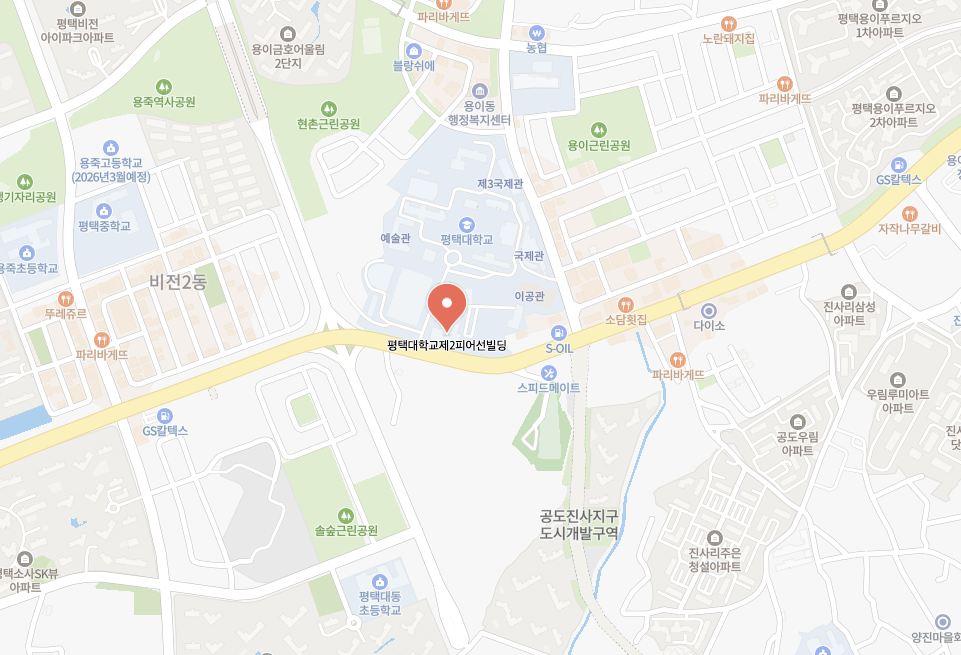 평택비전
아이파크아파트
파리바게뜨
용이금호어울림
2단지
블랑쉬에
농협
노란돼지집
평택용이푸르지오
1차아파트
용죽역사공원
현촌근린공원
용이동
행정복지센터
파리바게뜨
평택용이푸르지오
2차아파트
용이근린공원
용죽고등학교
(2026년3월예정)
제3국제관
GS칼텍스
자작나무갈비
평택중학교
예술관
평택대학교
국제관
용죽초등학교
비전2동
이공관
뚜레쥬르
소담횟집
다이소
진사리삼성
아파트
평택대학교제2피어선빌딩
S-OIL
파리바게뜨
스피드메이트
파리바게뜨
우림루미아트
아파트
GS칼텍스
공도우림
아파트
솔숲근린공원
공도진사지구
도시개발구역
진사리주은
청설아파트
평택소사SK뷰
아파트
평택대동
초등학교
양진마을회